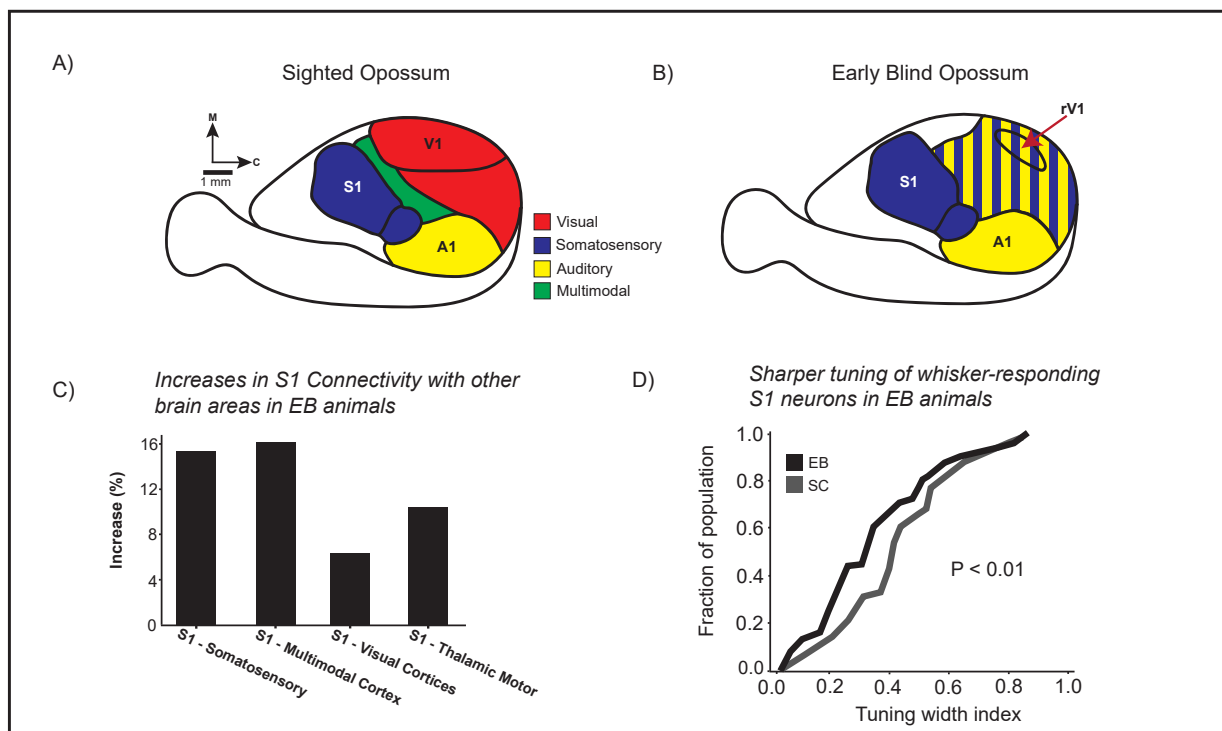 A)
Sighted Opossum
M
C
1 mm
V1
S1
A1
Visual
Somatosensory
Auditory
Multimodal
B)
Early Blind Opossum
rV1
S1
A1
C)
Increases in S1 Connectivity with other
brain areas in EB animals
Increase (%)
16
12
8
4
0
S1 - Somatosensory
S1 - Multimodal Cortex
S1 - Visual Cortices
S1 - Thalamic Motor
D)
Sharper tuning of whisker-responding
S1 neurons in EB animals
Fraction of population
1.0
0.8
0.6
0.4
0.2
0.0
EB
SC
P < 0.01
0.0 0.2 0.4 0.6 0.8 1.0
Tuning width index